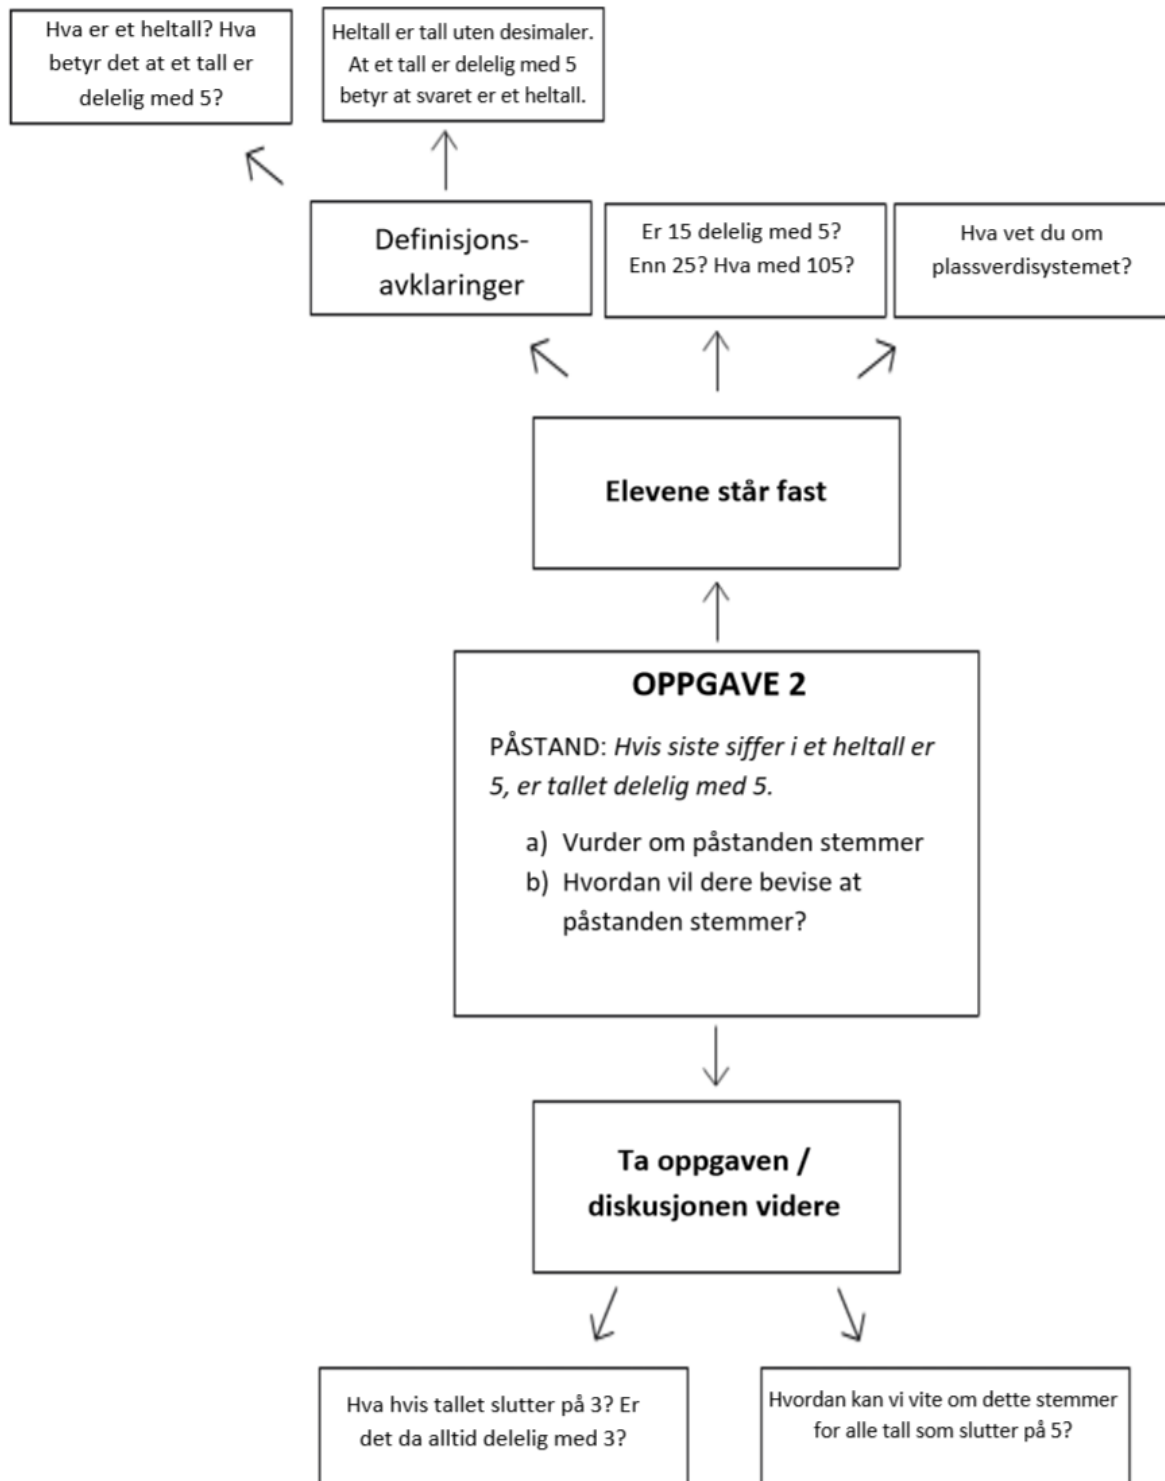 Hva er et heltall? Hva
betyr det at et tall er
delelig med 5?
Heltall er tall uten desimaler.
At et tall er delelig med 5
betyr at svaret er et heltall.
Definisjons-
avklaringer
Er 15 delelig med 5?
Enn 25? Hva med 105?
Hva vet du om
plassverdisystemet?
Elevene står fast
OPPGAVE 2
PÅSTAND: Hvis siste siffer i et heltall er
5, er tallet delelig med 5.
a) Vurder om påstanden stemmer
b) Hvordan vil dere bevise at
påstanden stemmer?
Ta oppgaven /
diskusjonen videre
Hva hvis tallet slutter på 3? Er
det da alltid delelig med 3?
Hvordan kan vi vite om dette stemmer
for alle tall som slutter på 5?